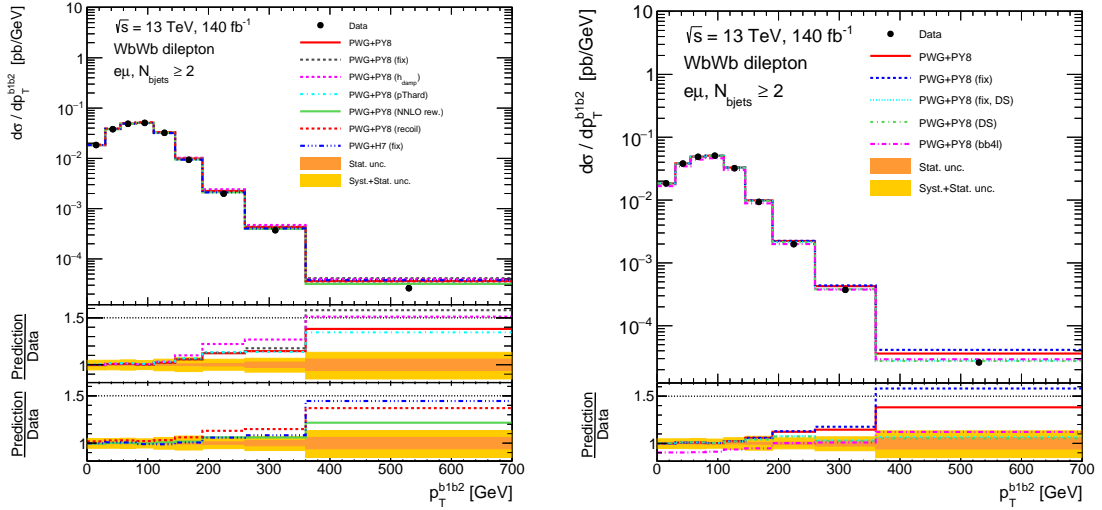 √s = 13 TeV, 140 fb⁻¹
WbWb dilepton
eμ, N_bjets ≥ 2
Data
PWG+PY8
PWG+PY8 (fix)
PWG+PY8 (h_damp)
PWG+PY8 (pThard)
PWG+PY8 (NNLO rew.)
PWG+PY8 (recoil)
PWG+H7 (fix)
Stat. unc.
Syst.+Stat. unc.
dσ / dp_T^b1b2 [pb/GeV]
10
1
10⁻¹
10⁻²
10⁻³
10⁻⁴
Prediction
Data
1.5
1
Prediction
Data
1.5
1
0 100 200 300 400 500 600 700
p_T^b1b2 [GeV]
√s = 13 TeV, 140 fb⁻¹
WbWb dilepton
eμ, N_bjets ≥ 2
Data
PWG+PY8
PWG+PY8 (fix)
PWG+PY8 (fix, DS)
PWG+PY8 (DS)
PWG+PY8 (bb4l)
Stat. unc.
Syst.+Stat. unc.
dσ / dp_T^b1b2 [pb/GeV]
10
1
10⁻¹
10⁻²
10⁻³
10⁻⁴
Prediction
Data
1.5
1
0 100 200 300 400 500 600 700
p_T^b1b2 [GeV]